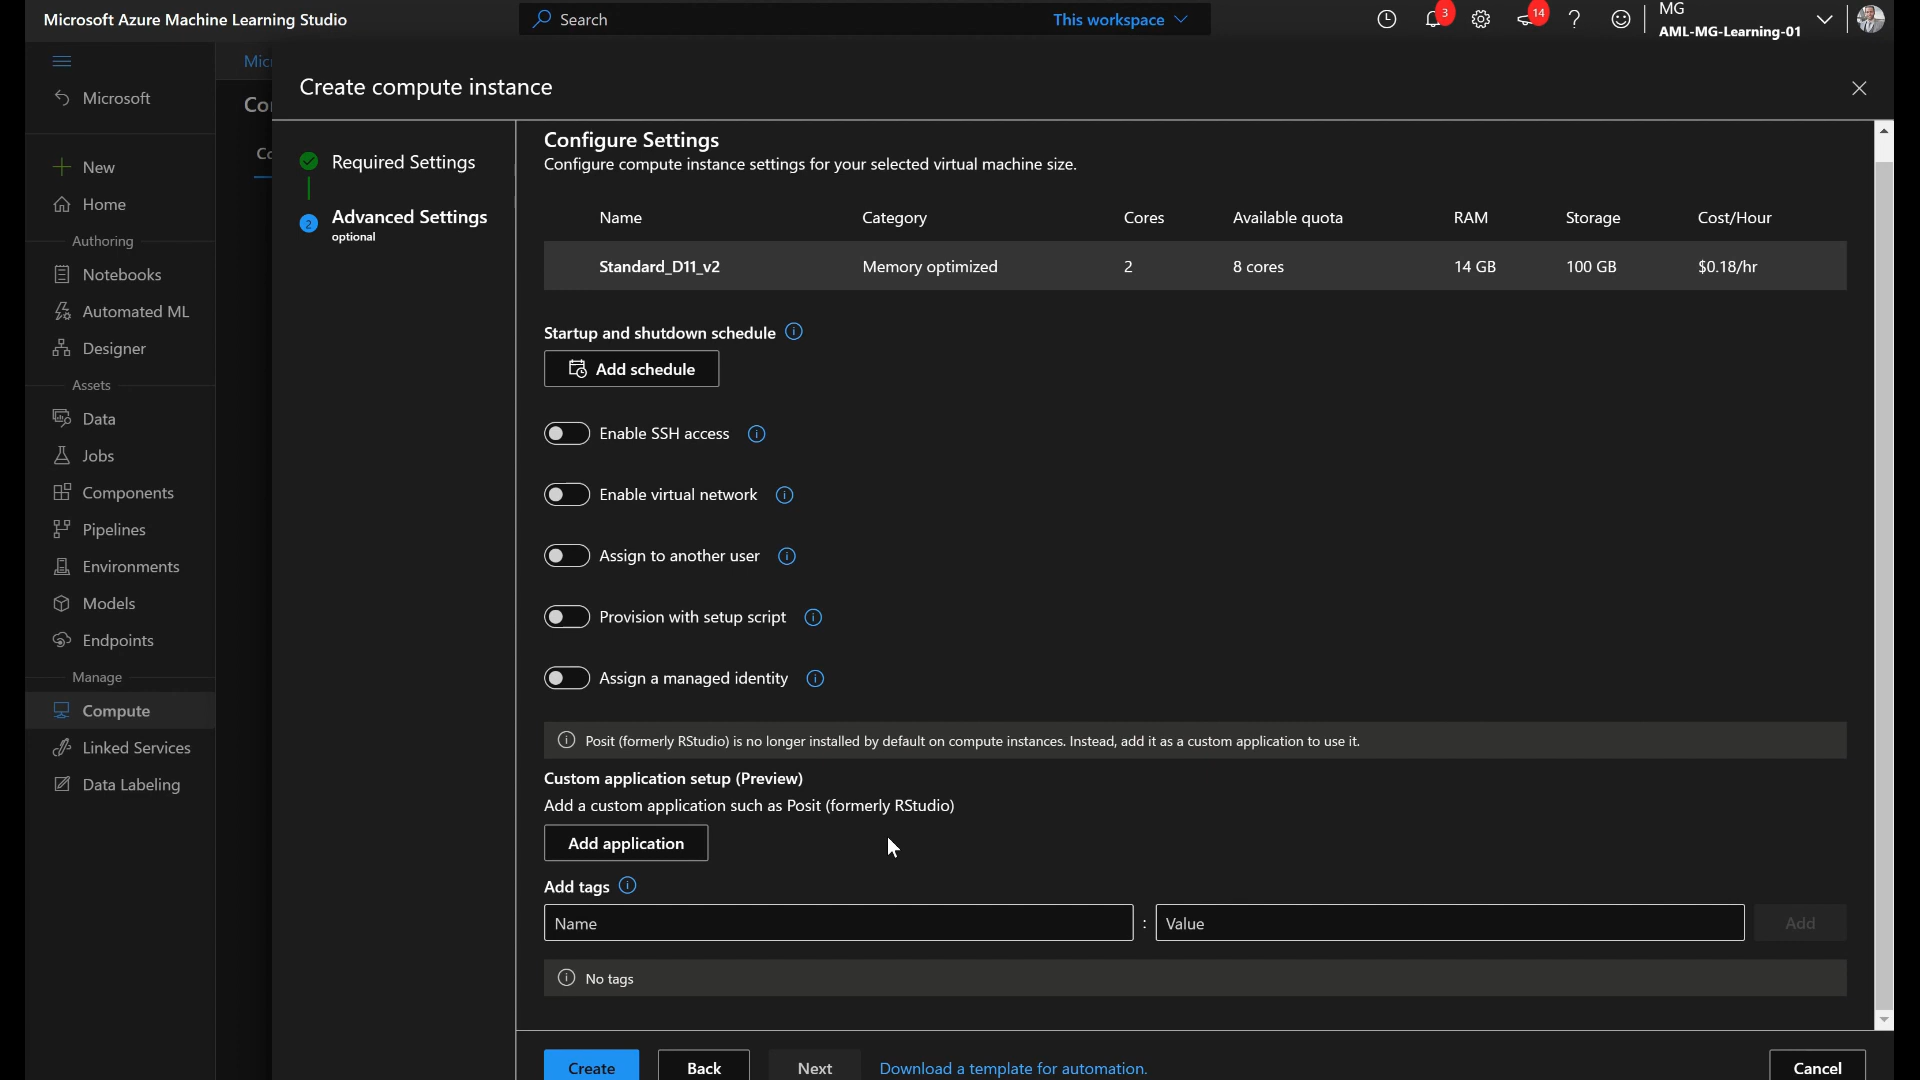 Microsoft Azure Machine Learning Studio
Search
This workspace
3
14
?
MG
AML-MG-Learning-01
Mic
Microsoft
Create compute instance
Co
Co
New
Home
Authoring
Notebooks
Automated ML
Designer
Assets
Data
Jobs
Components
Pipelines
Environments
Models
Endpoints
Manage
Compute
Linked Services
Data Labeling
Required Settings
2
Advanced Settings
optional
Configure Settings
Configure compute instance settings for your selected virtual machine size.
Name Category Cores Available quota RAM Storage Cost/Hour
Standard_D11_v2 Memory optimized 2 8 cores 14 GB 100 GB $0.18/hr
Startup and shutdown schedule
Add schedule
Enable SSH access
Enable virtual network
Assign to another user
Provision with setup script
Assign a managed identity
Posit (formerly RStudio) is no longer installed by default on compute instances. Instead, add it as a custom application to use it.
Custom application setup (Preview)
Add a custom application such as Posit (formerly RStudio)
Add application
Add tags
Name : Value Add
No tags
Create Back Next Download a template for automation. Cancel